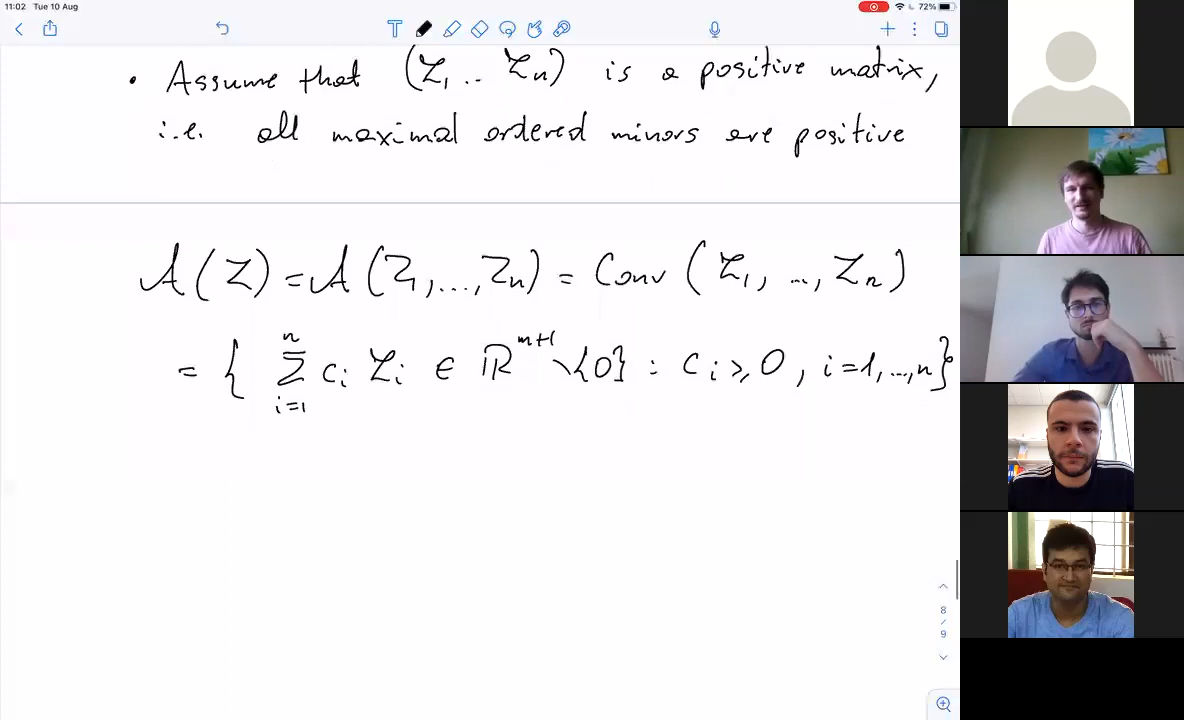 11:02 Tue 10 Aug
72%
• Assume that (Z₁ .. Zₙ) is a positive matrix,
i.e. all maximal ordered minors are positive
𝒜(Z) = 𝒜(Z₁, ..., Zₙ) = Conv (Z₁, ..., Zₙ)
= { ∑ᵢ₌₁ⁿ cᵢ Zᵢ ∈ ℝᵐ⁺¹ \ {0} : cᵢ ≥ 0, i=1, ..., n}
8
/
9